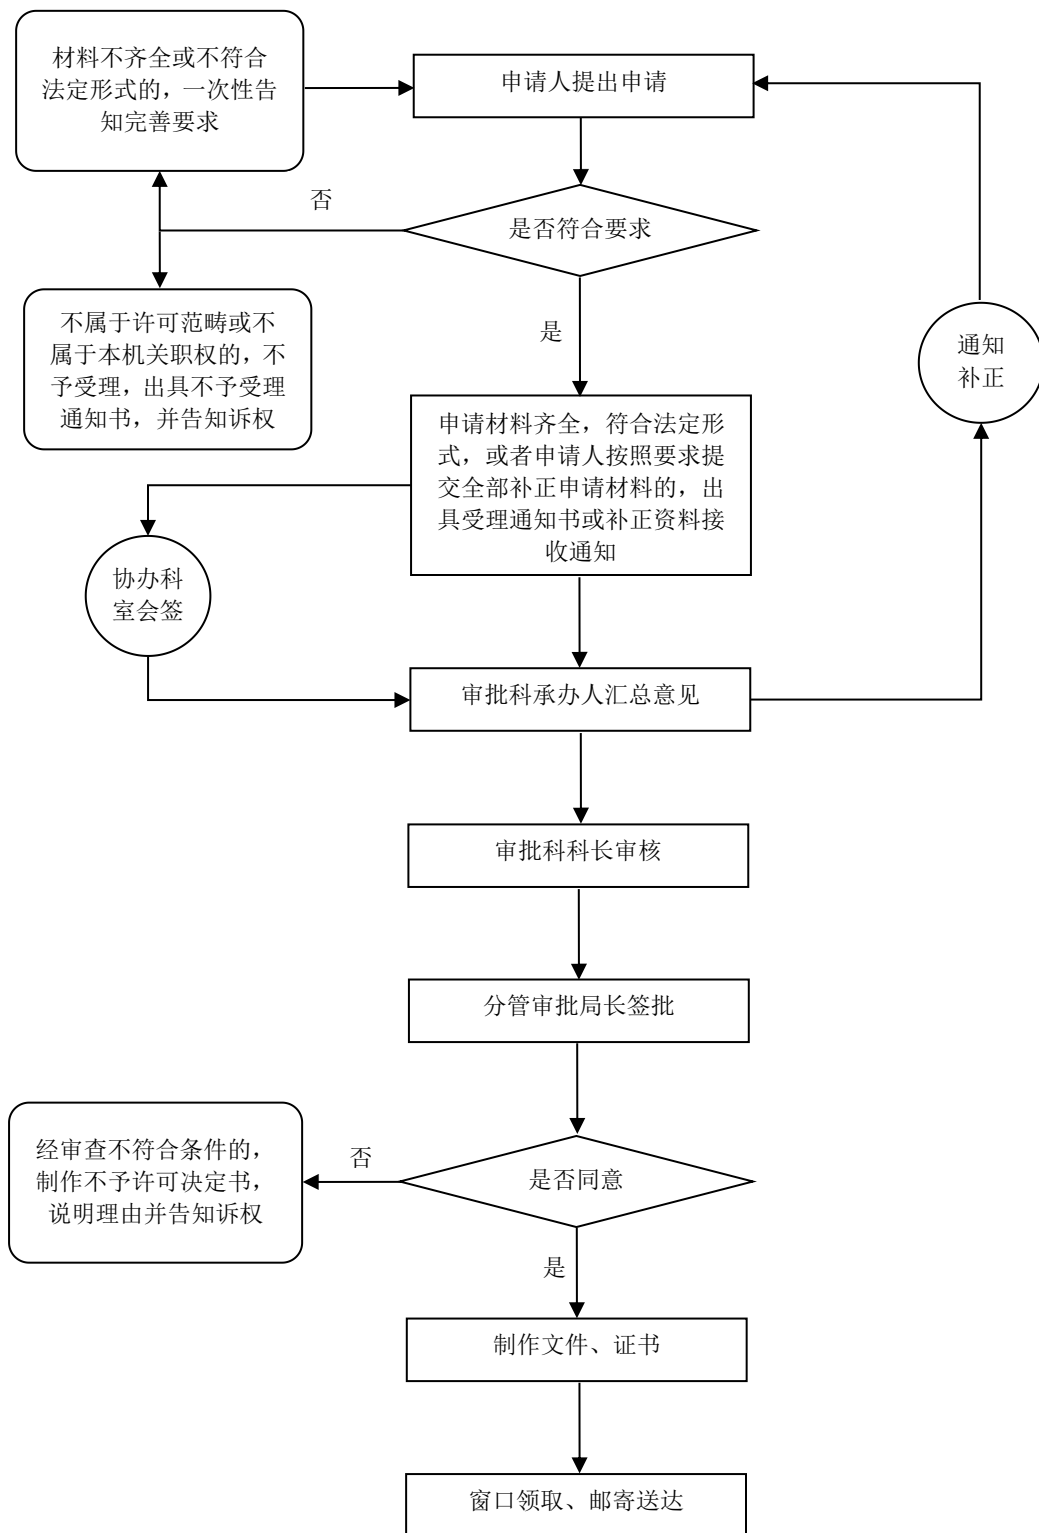 材料不齐全或不符合
法定形式的，一次性告
知完善要求
申请人提出申请
否
是否符合要求
是
不属于许可范畴或不
属于本机关职权的，不
予受理，出具不予受理
通知书，并告知诉权
通知
补正
申请材料齐全，符合法定形
式，或者申请人按照要求提
交全部补正申请材料的，出
具受理通知书或补正资料接
收通知
协办科
室会签
审批科承办人汇总意见
审批科科长审核
分管审批局长签批
经审查不符合条件的，
制作不予许可决定书，
说明理由并告知诉权
否
是否同意
是
制作文件、证书
窗口领取、邮寄送达